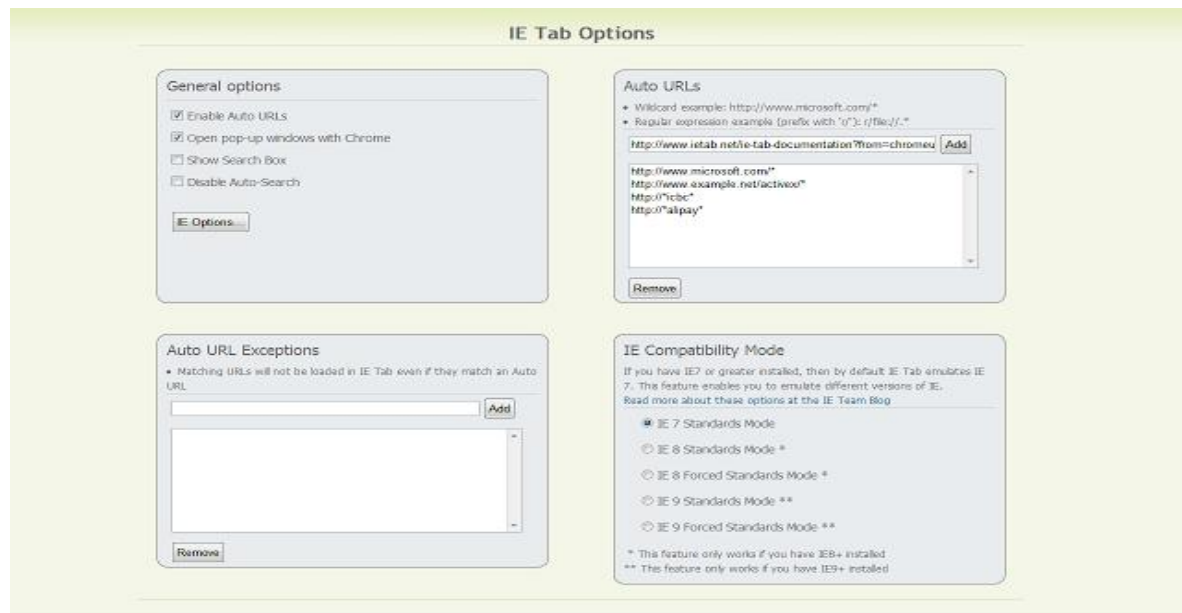 IE Tab Options
General options
Enable Auto URLs
Open pop-up windows with Chrome
Show Search Box
Disable Auto-Search
IE Options...
Auto URLs
• Wildcard example: http://www.microsoft.com/*
• Regular expression example (prefix with "r/"): r/file://.*
http://www.ietab.net/ie-tab-documentation?from=chromeu Add
http://www.microsoft.com/*
http://www.example.net/activex/*
http://*icbc*
http://*alipay*
Remove
Auto URL Exceptions
• Matching URLs will not be loaded in IE Tab even if they match an Auto
URL
Add
Remove
IE Compatibility Mode
If you have IE7 or greater installed, then by default IE Tab emulates IE
7. This feature enables you to emulate different versions of IE.
Read more about these options at the IE Team Blog
IE 7 Standards Mode
IE 8 Standards Mode *
IE 8 Forced Standards Mode *
IE 9 Standards Mode **
IE 9 Forced Standards Mode **
* This feature only works if you have IE8+ installed
** This feature only works if you have IE9+ installed